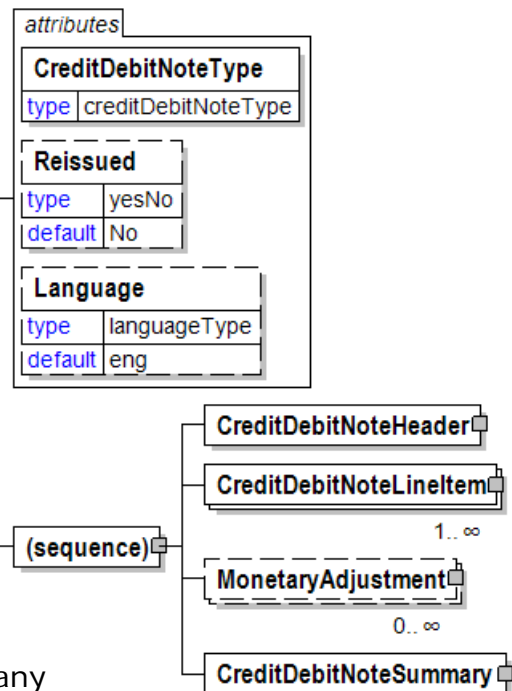 attributes
CreditDebitNoteType
type creditDebitNoteType
Reissued
type yesNo
default No
Language
type languageType
default eng
CreditDebitNoteHeader
CreditDebitNoteLineItem
1.. ∞
(sequence)
MonetaryAdjustment
0.. ∞
any
CreditDebitNoteSummary